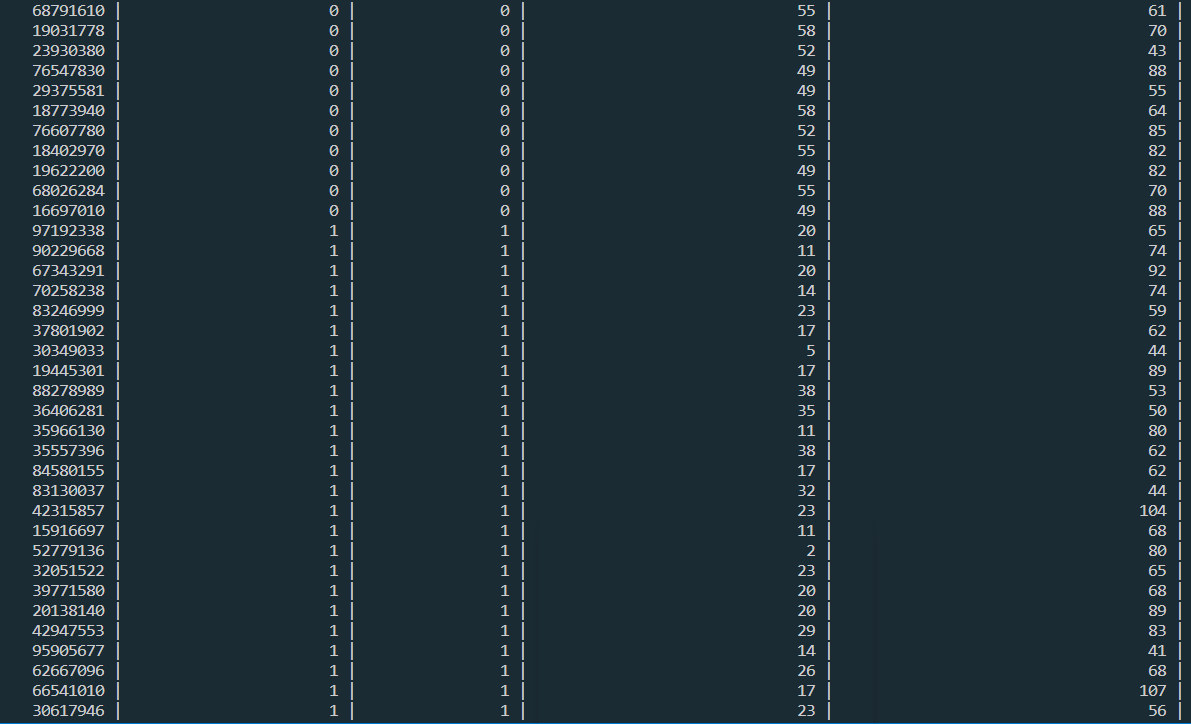 68791610 | 0 | 0 | 55 | 61 |
19031778 | 0 | 0 | 58 | 70 |
23930380 | 0 | 0 | 52 | 43 |
76547830 | 0 | 0 | 49 | 88 |
29375581 | 0 | 0 | 49 | 55 |
18773940 | 0 | 0 | 58 | 64 |
76607780 | 0 | 0 | 52 | 85 |
18402970 | 0 | 0 | 55 | 82 |
19622200 | 0 | 0 | 49 | 82 |
68026284 | 0 | 0 | 55 | 70 |
16697010 | 0 | 0 | 49 | 88 |
97192338 | 1 | 1 | 20 | 65 |
90229668 | 1 | 1 | 11 | 74 |
67343291 | 1 | 1 | 20 | 92 |
70258238 | 1 | 1 | 14 | 74 |
83246999 | 1 | 1 | 23 | 59 |
37801902 | 1 | 1 | 17 | 62 |
30349033 | 1 | 1 | 5 | 44 |
19445301 | 1 | 1 | 17 | 89 |
88278989 | 1 | 1 | 38 | 53 |
36406281 | 1 | 1 | 35 | 50 |
35966130 | 1 | 1 | 11 | 80 |
35557396 | 1 | 1 | 38 | 62 |
84580155 | 1 | 1 | 17 | 62 |
83130037 | 1 | 1 | 32 | 44 |
42315857 | 1 | 1 | 23 | 104 |
15916697 | 1 | 1 | 11 | 68 |
52779136 | 1 | 1 | 2 | 80 |
32051522 | 1 | 1 | 23 | 65 |
39771580 | 1 | 1 | 20 | 68 |
20138140 | 1 | 1 | 20 | 89 |
42947553 | 1 | 1 | 29 | 83 |
95905677 | 1 | 1 | 14 | 41 |
62667096 | 1 | 1 | 26 | 68 |
66541010 | 1 | 1 | 17 | 107 |
30617946 | 1 | 1 | 23 | 56 |